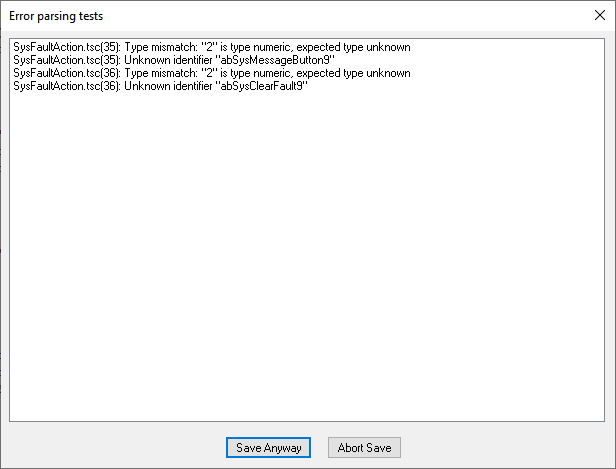 Error parsing tests
SysFaultAction.tsc(35): Type mismatch: "2" is type numeric, expected type unknown
SysFaultAction.tsc(35): Unknown identifier "abSysMessageButton9"
SysFaultAction.tsc(36): Type mismatch: "2" is type numeric, expected type unknown
SysFaultAction.tsc(36): Unknown identifier "abSysClearFault9"
Save Anyway
Abort Save